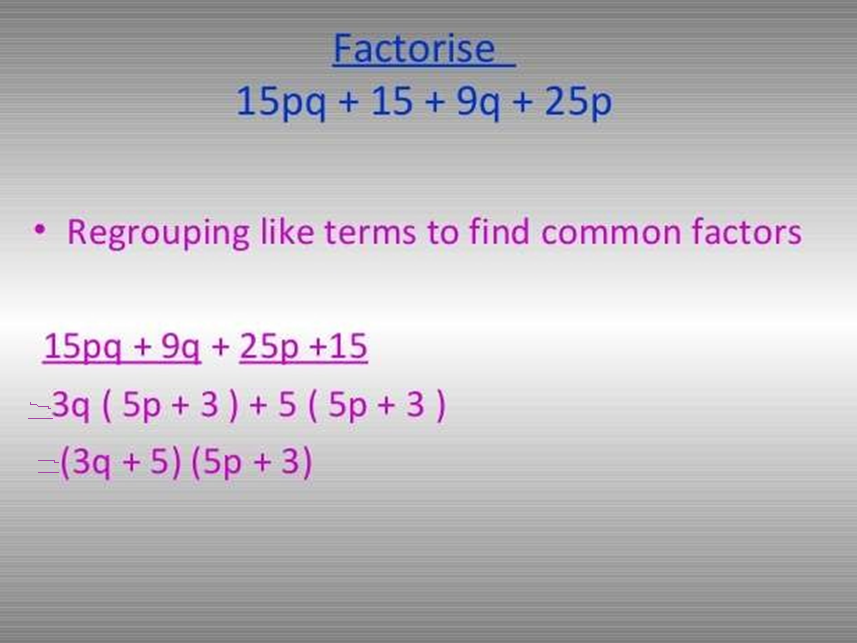 Factorise
15pq + 15 + 9q + 25p
• Regrouping like terms to find common factors
15pq + 9q + 25p +15
=3q ( 5p + 3 ) + 5 ( 5p + 3 )
=(3q + 5) (5p + 3)